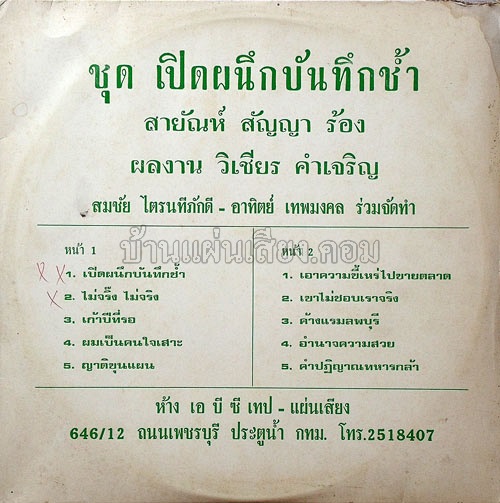 ชุด เปิดผนึกบันทึกช้ำ
สายัณห์ สัญญา ร้อง
ผลงาน วิเชียร คำเจริญ
สมชัย ไตรนทีภักดี - อาทิตย์ เทพมงคล ร่วมจัดทำ
บ้านแผ่นเสียง.คอม
หน้า 1
1. เปิดผนึกบันทึกช้ำ
2. ไม่จริ๊ง ไม่จริง
3. เก้าปีที่รอ
4. ผมเป็นคนใจเสาะ
5. ญาติขุนแผน
หน้า 2
1. เอาความขี้เหร่ไปขายตลาด
2. เขาไม่ชอบเราจริง
3. ค้างแรมลพบุรี
4. อำนาจความสวย
5. คำปฏิญาณทหารกล้า
ห้าง เอ บี ซี เทป - แผ่นเสียง
646/12 ถนนเพชรบุรี ประตูน้ำ กทม. โทร.2518407